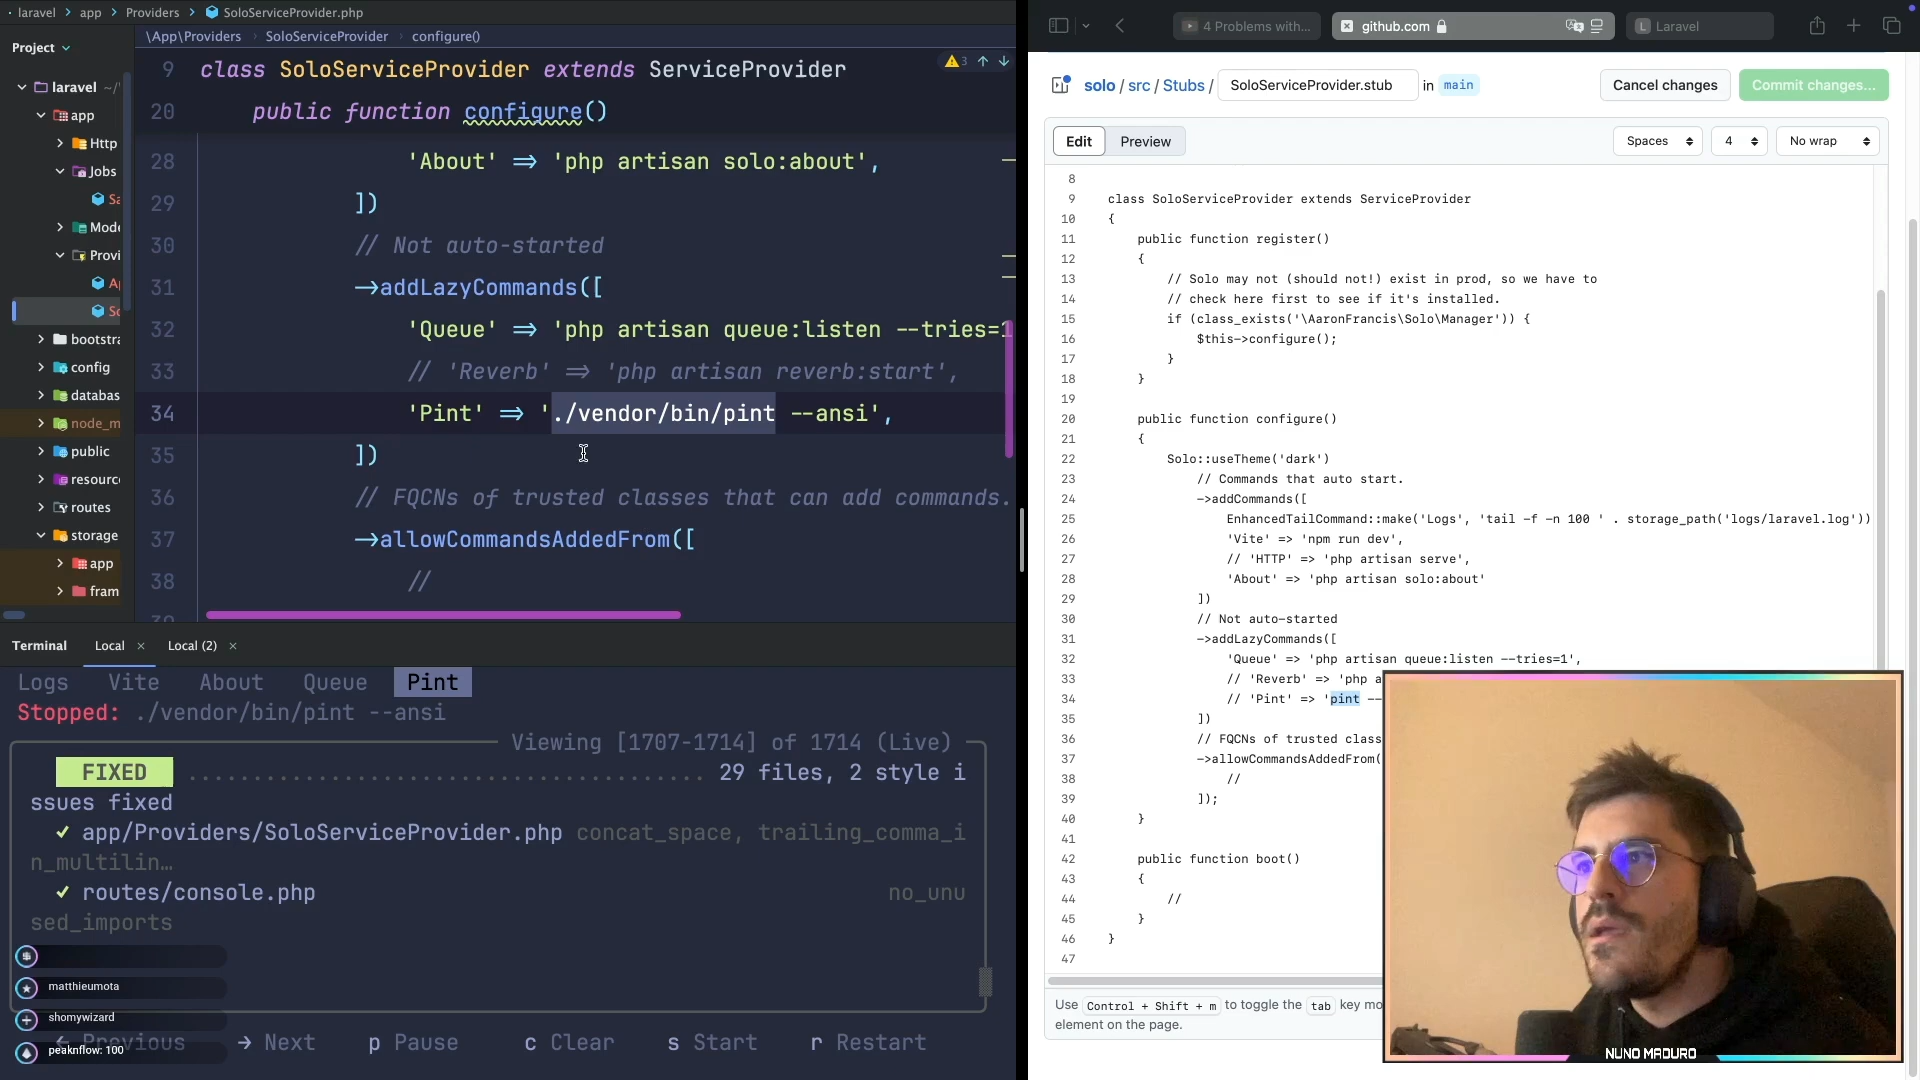 laravel > app > Providers > SoloServiceProvider.php
\App\Providers > SoloServiceProvider > configure()
Project
laravel ~/
app
Http
Jobs
Sa
Mode
Provi
A
So
bootstra
config
databas
node_m
public
resourc
routes
storage
app
fram
3
9 class SoloServiceProvider extends ServiceProvider
20 public function configure()
28 'About' => 'php artisan solo:about',
29 ])
30 // Not auto-started
31 ->addLazyCommands([
32 'Queue' => 'php artisan queue:listen --tries=1
33 // 'Reverb' => 'php artisan reverb:start',
34 'Pint' => './vendor/bin/pint --ansi',
35 ])
36 // FQCNs of trusted classes that can add commands.
37 ->allowCommandsAddedFrom([
38 //
Terminal Local × Local (2) ×
Logs Vite About Queue Pint
Stopped: ./vendor/bin/pint --ansi
Viewing [1707-1714] of 1714 (Live)
FIXED ............................................ 29 files, 2 style i
ssues fixed
✓ app/Providers/SoloServiceProvider.php concat_space, trailing_comma_i
n_multilin…
✓ routes/console.php no_unu
sed_imports
matthieumota
shomywizard
peaknflow: 100
← Previous → Next p Pause c Clear s Start r Restart
4 Problems with... github.com Laravel
solo / src / Stubs / SoloServiceProvider.stub in main
Cancel changes Commit changes...
Edit Preview Spaces 4 No wrap
8
9 class SoloServiceProvider extends ServiceProvider
10 {
11 public function register()
12 {
13 // Solo may not (should not!) exist in prod, so we have to
14 // check here first to see if it's installed.
15 if (class_exists('\AaronFrancis\Solo\Manager')) {
16 $this->configure();
17 }
18 }
19
20 public function configure()
21 {
22 Solo::useTheme('dark')
23 // Commands that auto start.
24 ->addCommands([
25 EnhancedTailCommand::make('Logs', 'tail -f -n 100 ' . storage_path('logs/laravel.log'))
26 'Vite' => 'npm run dev',
27 // 'HTTP' => 'php artisan serve',
28 'About' => 'php artisan solo:about'
29 ])
30 // Not auto-started
31 ->addLazyCommands([
32 'Queue' => 'php artisan queue:listen --tries=1',
33 // 'Reverb' => 'php a
34 // 'Pint' => 'pint --
35 ])
36 // FQCNs of trusted class
37 ->allowCommandsAddedFrom(
38 //
39 ]);
40 }
41
42 public function boot()
43 {
44 //
45 }
46 }
47
Use Control + Shift + m to toggle the tab key mo
element on the page.
NUNO MADURO